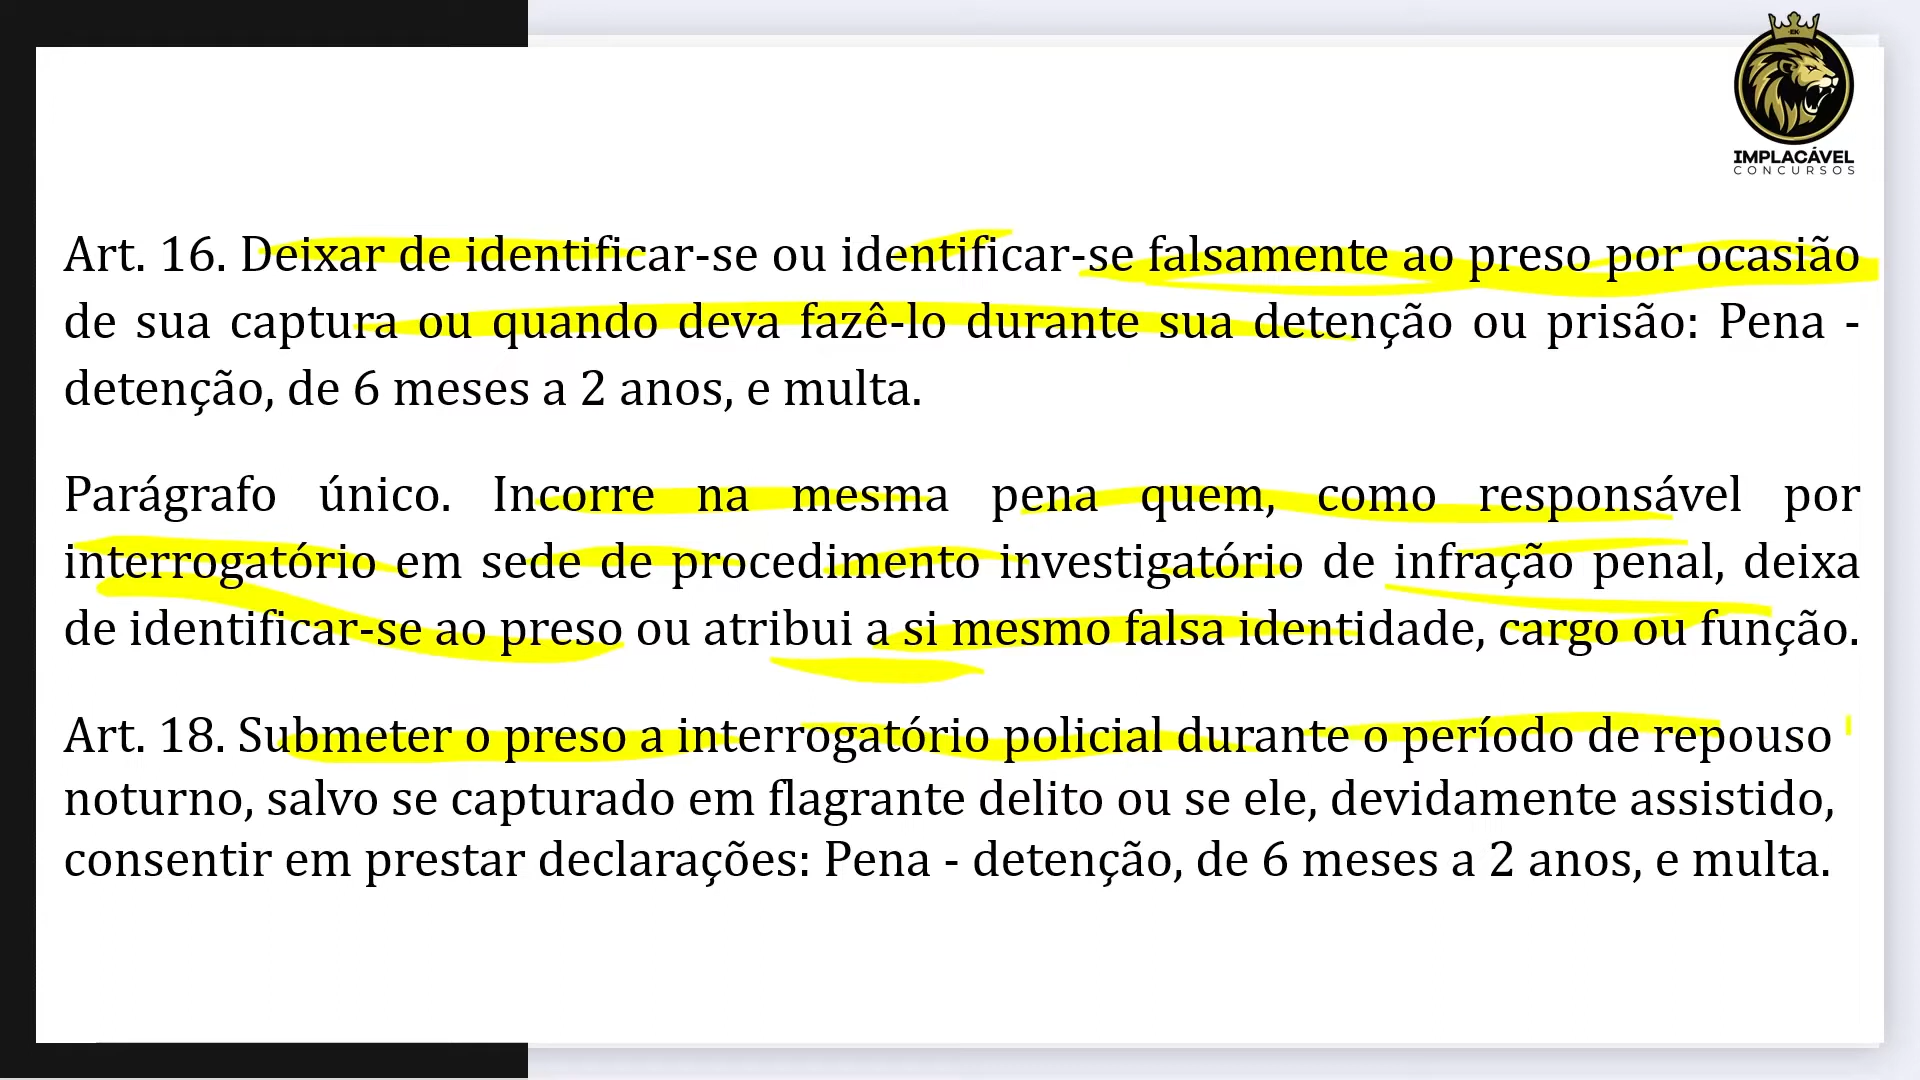 IMPLACÁVEL
CONCURSOS
Art. 16. Deixar de identificar-se ou identificar-se falsamente ao preso por ocasião
de sua captura ou quando deva fazê-lo durante sua detenção ou prisão: Pena -
detenção, de 6 meses a 2 anos, e multa.
Parágrafo único. Incorre na mesma pena quem, como responsável por
interrogatório em sede de procedimento investigatório de infração penal, deixa
de identificar-se ao preso ou atribui a si mesmo falsa identidade, cargo ou função.
Art. 18. Submeter o preso a interrogatório policial durante o período de repouso
noturno, salvo se capturado em flagrante delito ou se ele, devidamente assistido,
consentir em prestar declarações: Pena - detenção, de 6 meses a 2 anos, e multa.